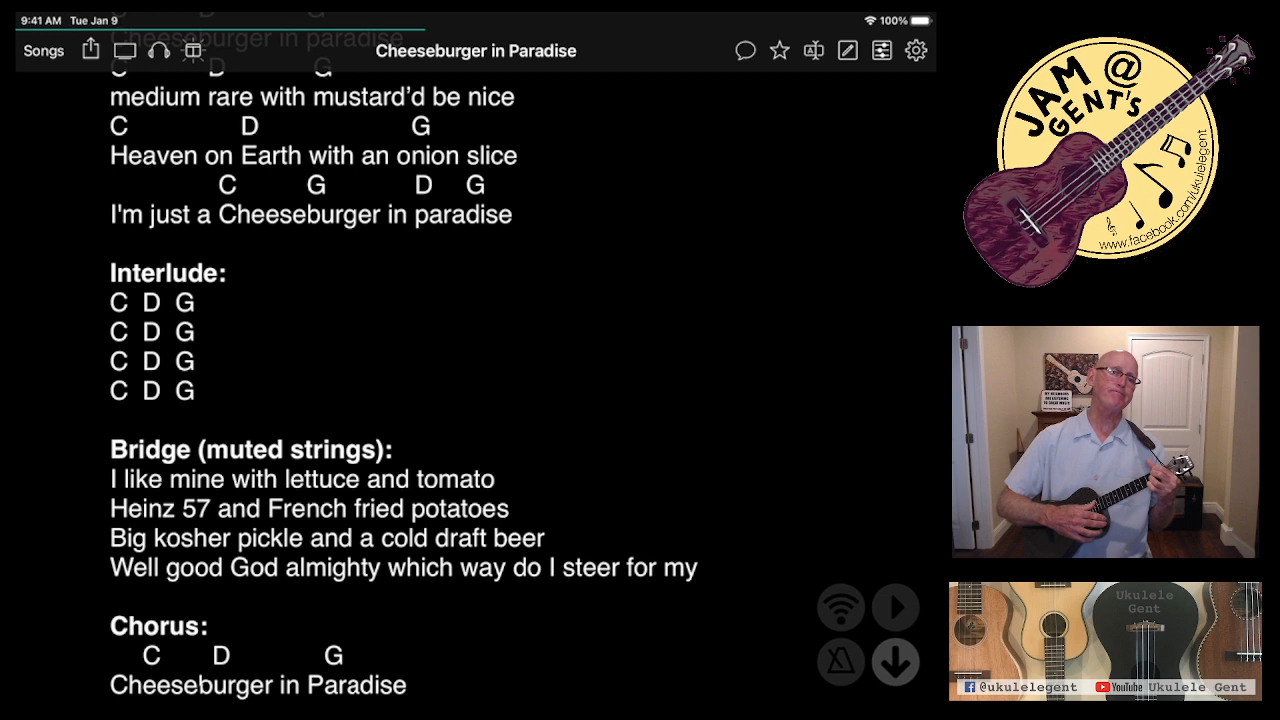 9:41 AM Tue Jan 9
100%
Songs
Cheeseburger in Paradise
Cheeseburger in paradise
C D G
medium rare with mustard’d be nice
C D G
Heaven on Earth with an onion slice
C G D G
I'm just a Cheeseburger in paradise
Interlude:
C D G
C D G
C D G
C D G
Bridge (muted strings):
I like mine with lettuce and tomato
Heinz 57 and French fried potatoes
Big kosher pickle and a cold draft beer
Well good God almighty which way do I steer for my
Chorus:
C D G
Cheeseburger in Paradise
JAM @
GENT'S
www.facebook.com/ukulelegent
Ukulele
Gent
@ukulelegent YouTube Ukulele Gent